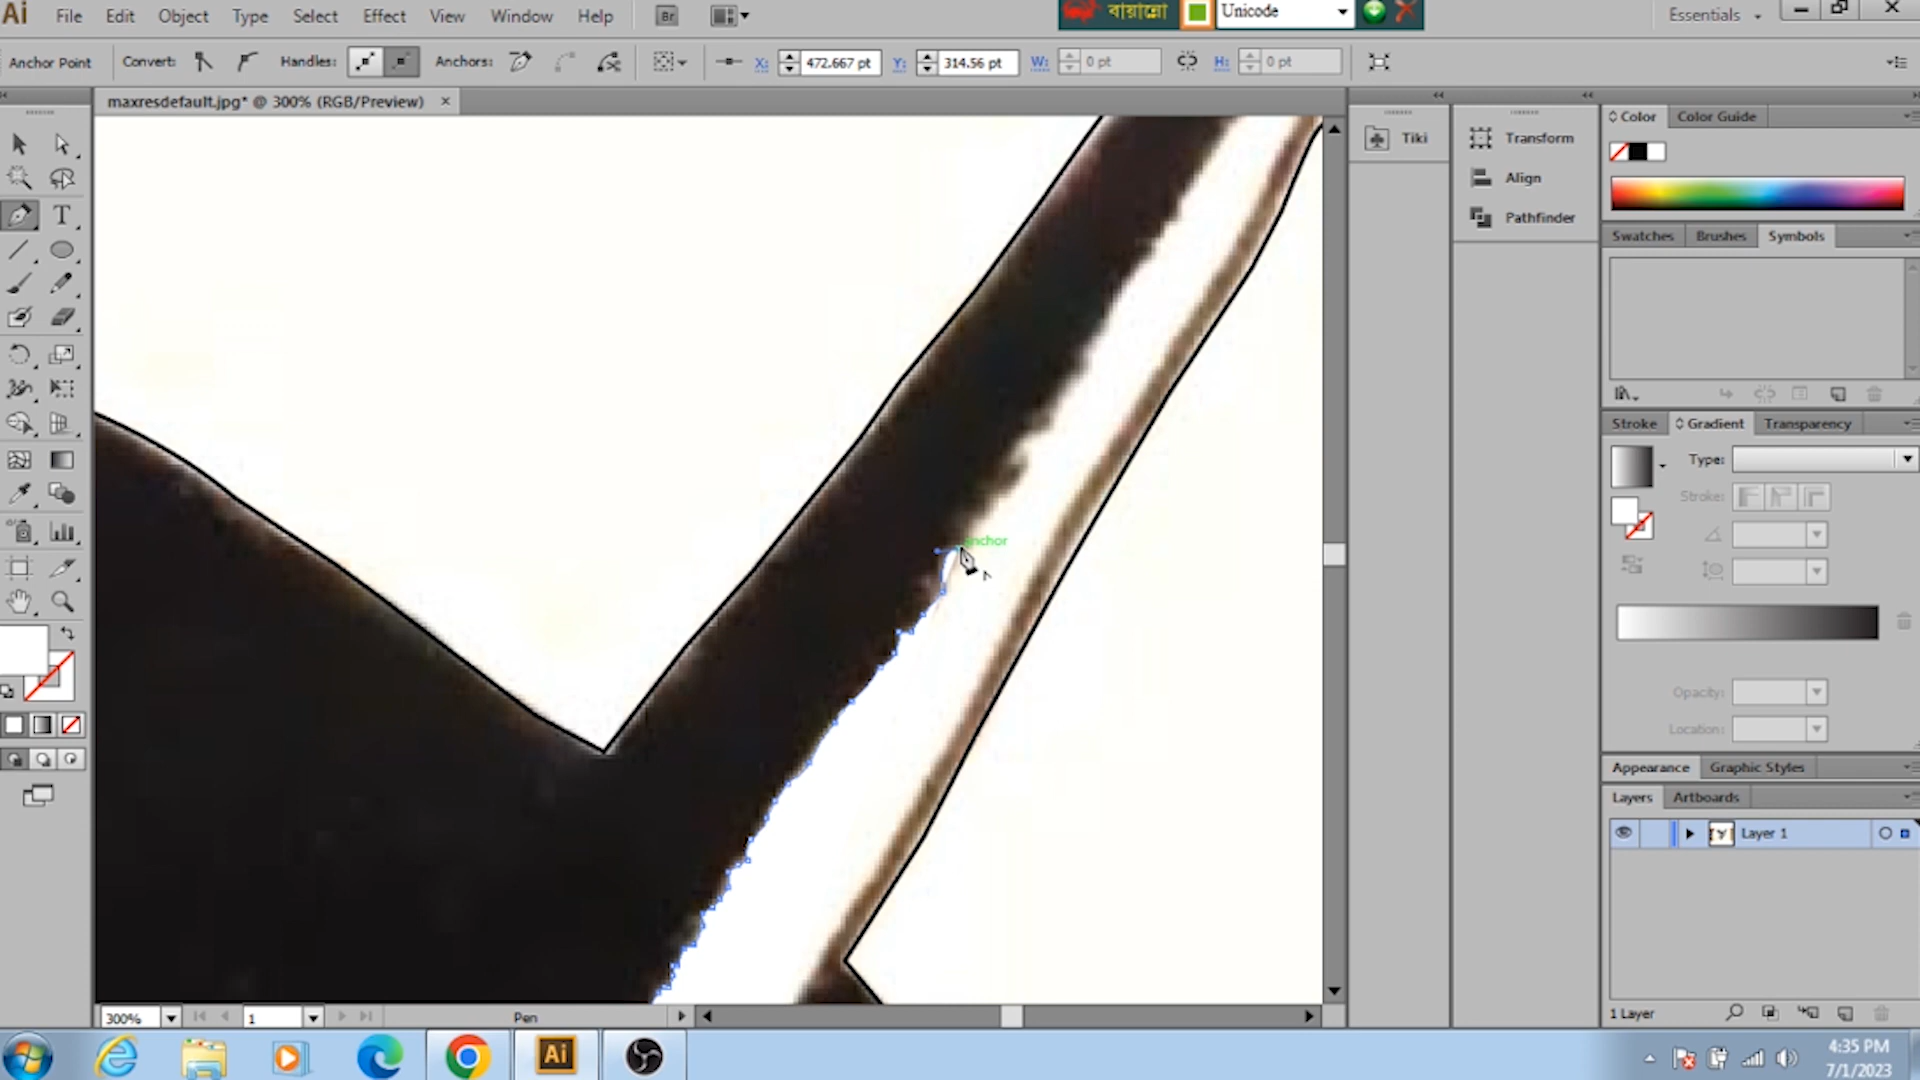 Ai File Edit Object Type Select Effect View Window Help Br বায়ান্নো Unicode Essentials
Anchor Point Convert: Handles: Anchors: X: 472.667 pt Y: 314.56 pt W: 0 pt H: 0 pt
maxresdefault.jpg* @ 300% (RGB/Preview) ×
Tiki
Transform
Align
Pathfinder
Color Color Guide
Swatches Brushes Symbols
Stroke Gradient Transparency
Type:
Stroke:
Opacity:
Location:
Appearance Graphic Styles
Layers Artboards
Layer 1
1 Layer
T
anchor
300% 1 Pen
Ai
4:35 PM
7/1/2023